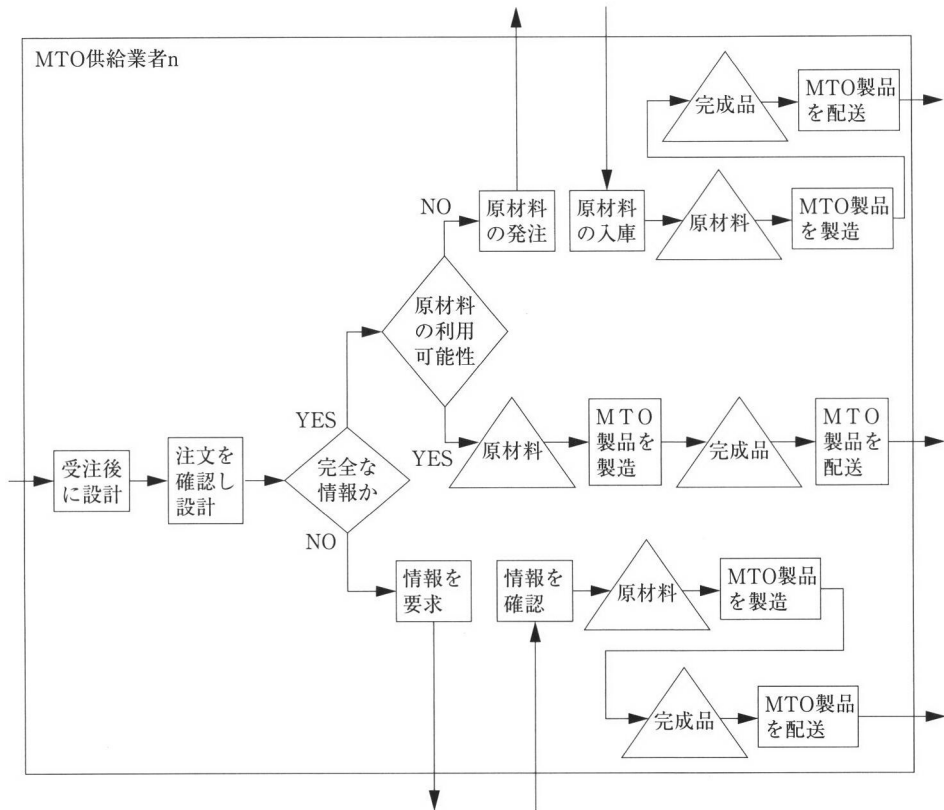 MTO供給業者n
完成品
MTO製品
を配送
NO
原材料
の発注
原材料
の入庫
原材料
MTO製品
を製造
原材料
の利用
可能性
YES
受注後
に設計
注文を
確認し
設計
完全な
情報か
YES
原材料
MTO
製品を
製造
完成品
MTO
製品を
配送
NO
情報を
要求
情報を
確認
原材料
MTO製品
を製造
完成品
MTO製品
を配送